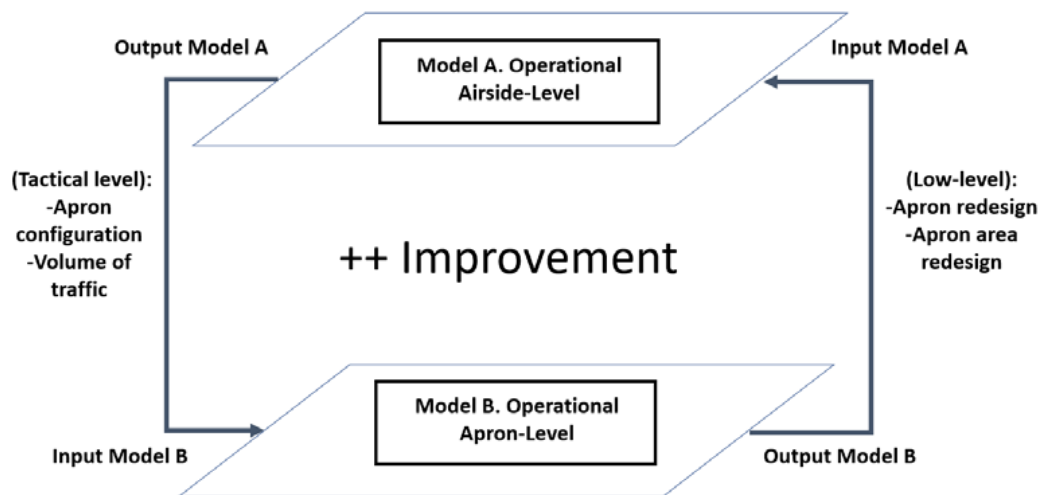 Output Model A
Model A. Operational
Airside-Level
Input Model A
(Tactical level):
-Apron
configuration
-Volume of
traffic
++ Improvement
(Low-level):
-Apron redesign
-Apron area
redesign
Model B. Operational
Apron-Level
Input Model B
Output Model B